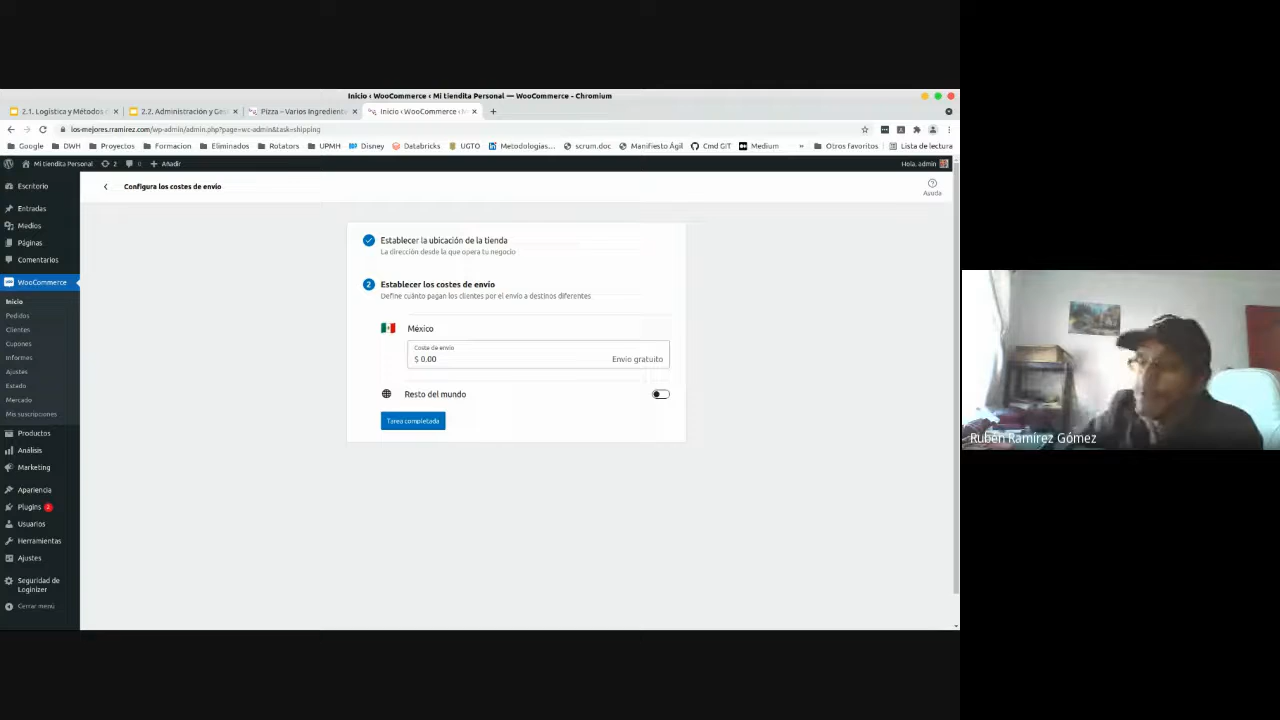 Inicio ‹ WooCommerce ‹ Mi tiendita Personal — WooCommerce - Chromium
2.1. Logística y Métodos
2.2. Administración y Ges
Pizza – Varios Ingrediente
Inicio ‹ WooCommerce ‹
los-mejores.rramirez.com/wp-admin/admin.php?page=wc-admin&task=shipping
Google
DWH
Proyectos
Formacion
Eliminados
Rotators
UPMH
Disney
Databricks
UGTO
Metodologías...
scrum.doc
Manifiesto Ágil
Cmd GIT
Medium
»
Otros favoritos
Lista de lectura
Mi tiendita Personal
2
0
Añadir
Hola, admin
Escritorio
Entradas
Medios
Páginas
Comentarios
WooCommerce
Inicio
Pedidos
Clientes
Cupones
Informes
Ajustes
Estado
Mercado
Mis suscripciones
Productos
Análisis
Marketing
Apariencia
Plugins 2
Usuarios
Herramientas
Ajustes
Seguridad de
Loginizer
Cerrar menú
Configura los costes de envío
Ayuda
Establecer la ubicación de la tienda
La dirección desde la que opera tu negocio
2
Establecer los costes de envío
Define cuánto pagan los clientes por el envío a destinos diferentes
México
Coste de envío
$ 0.00
Envío gratuito
Resto del mundo
Tarea completada
Rubén Ramírez Gómez